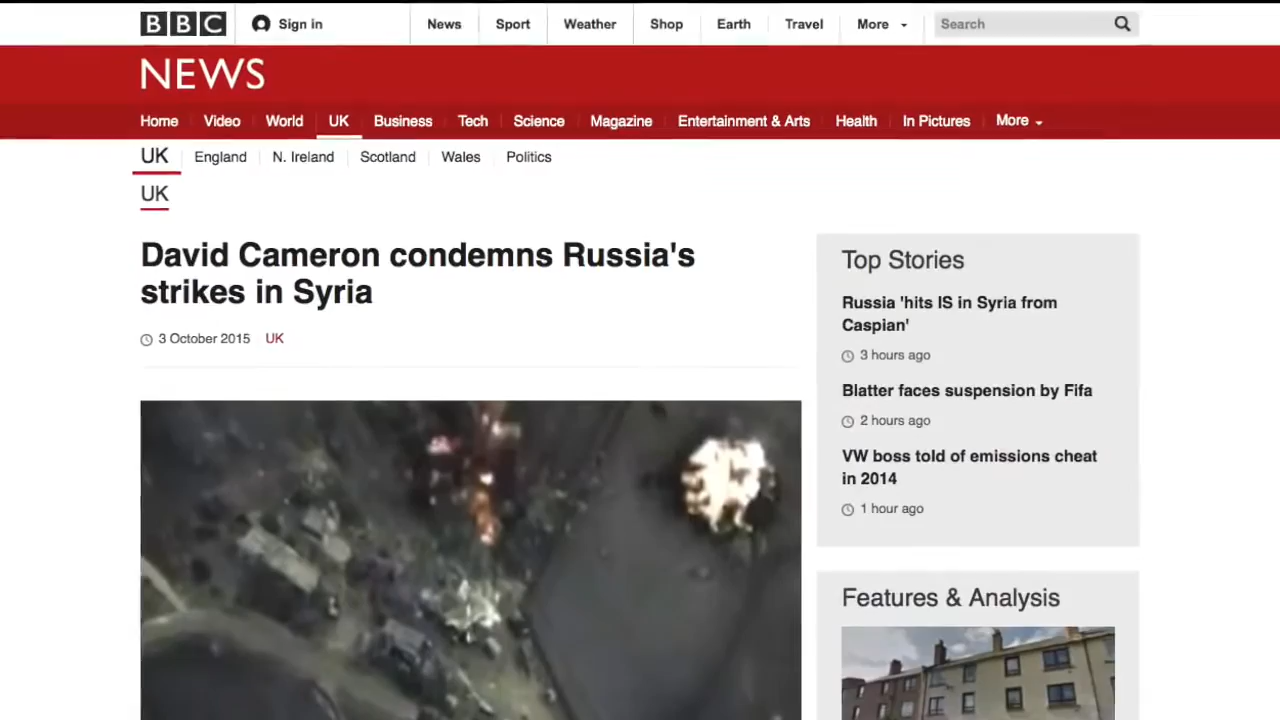 BBC Sign in News Sport Weather Shop Earth Travel More Search
NEWS
Home Video World UK Business Tech Science Magazine Entertainment & Arts Health In Pictures More
UK England N. Ireland Scotland Wales Politics
UK
David Cameron condemns Russia's
strikes in Syria
3 October 2015 UK
Top Stories
Russia 'hits IS in Syria from
Caspian'
3 hours ago
Blatter faces suspension by Fifa
2 hours ago
VW boss told of emissions cheat
in 2014
1 hour ago
Features & Analysis